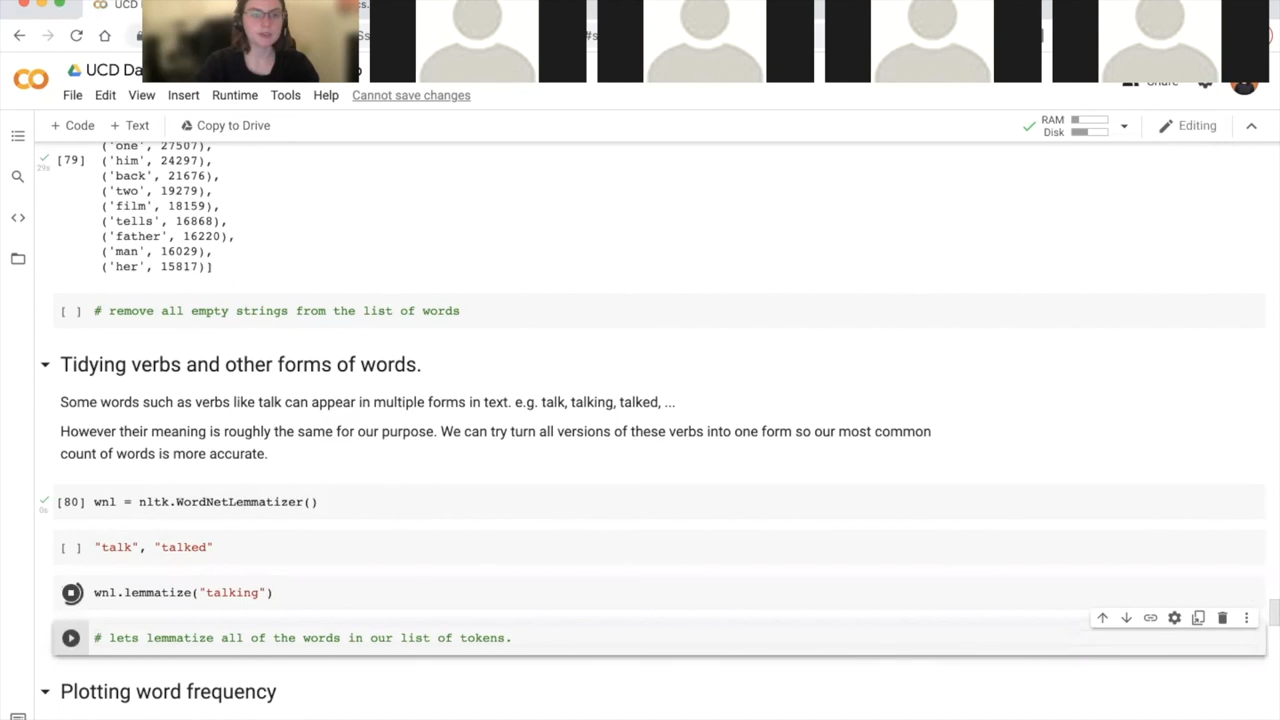 UCD Da
File Edit View Insert Runtime Tools Help Cannot save changes
+ Code + Text Copy to Drive
RAM
Disk
Editing
('one', 27507),
[79] ('him', 24297),
29s
('back', 21676),
('two', 19279),
('film', 18159),
('tells', 16868),
('father', 16220),
('man', 16029),
('her', 15817)]
[ ] # remove all empty strings from the list of words
Tidying verbs and other forms of words.
Some words such as verbs like talk can appear in multiple forms in text. e.g. talk, talking, talked, ...
However their meaning is roughly the same for our purpose. We can try turn all versions of these verbs into one form so our most common
count of words is more accurate.
[80] wnl = nltk.WordNetLemmatizer()
0s
[ ] "talk", "talked"
wnl.lemmatize("talking")
# lets lemmatize all of the words in our list of tokens.
Plotting word frequency